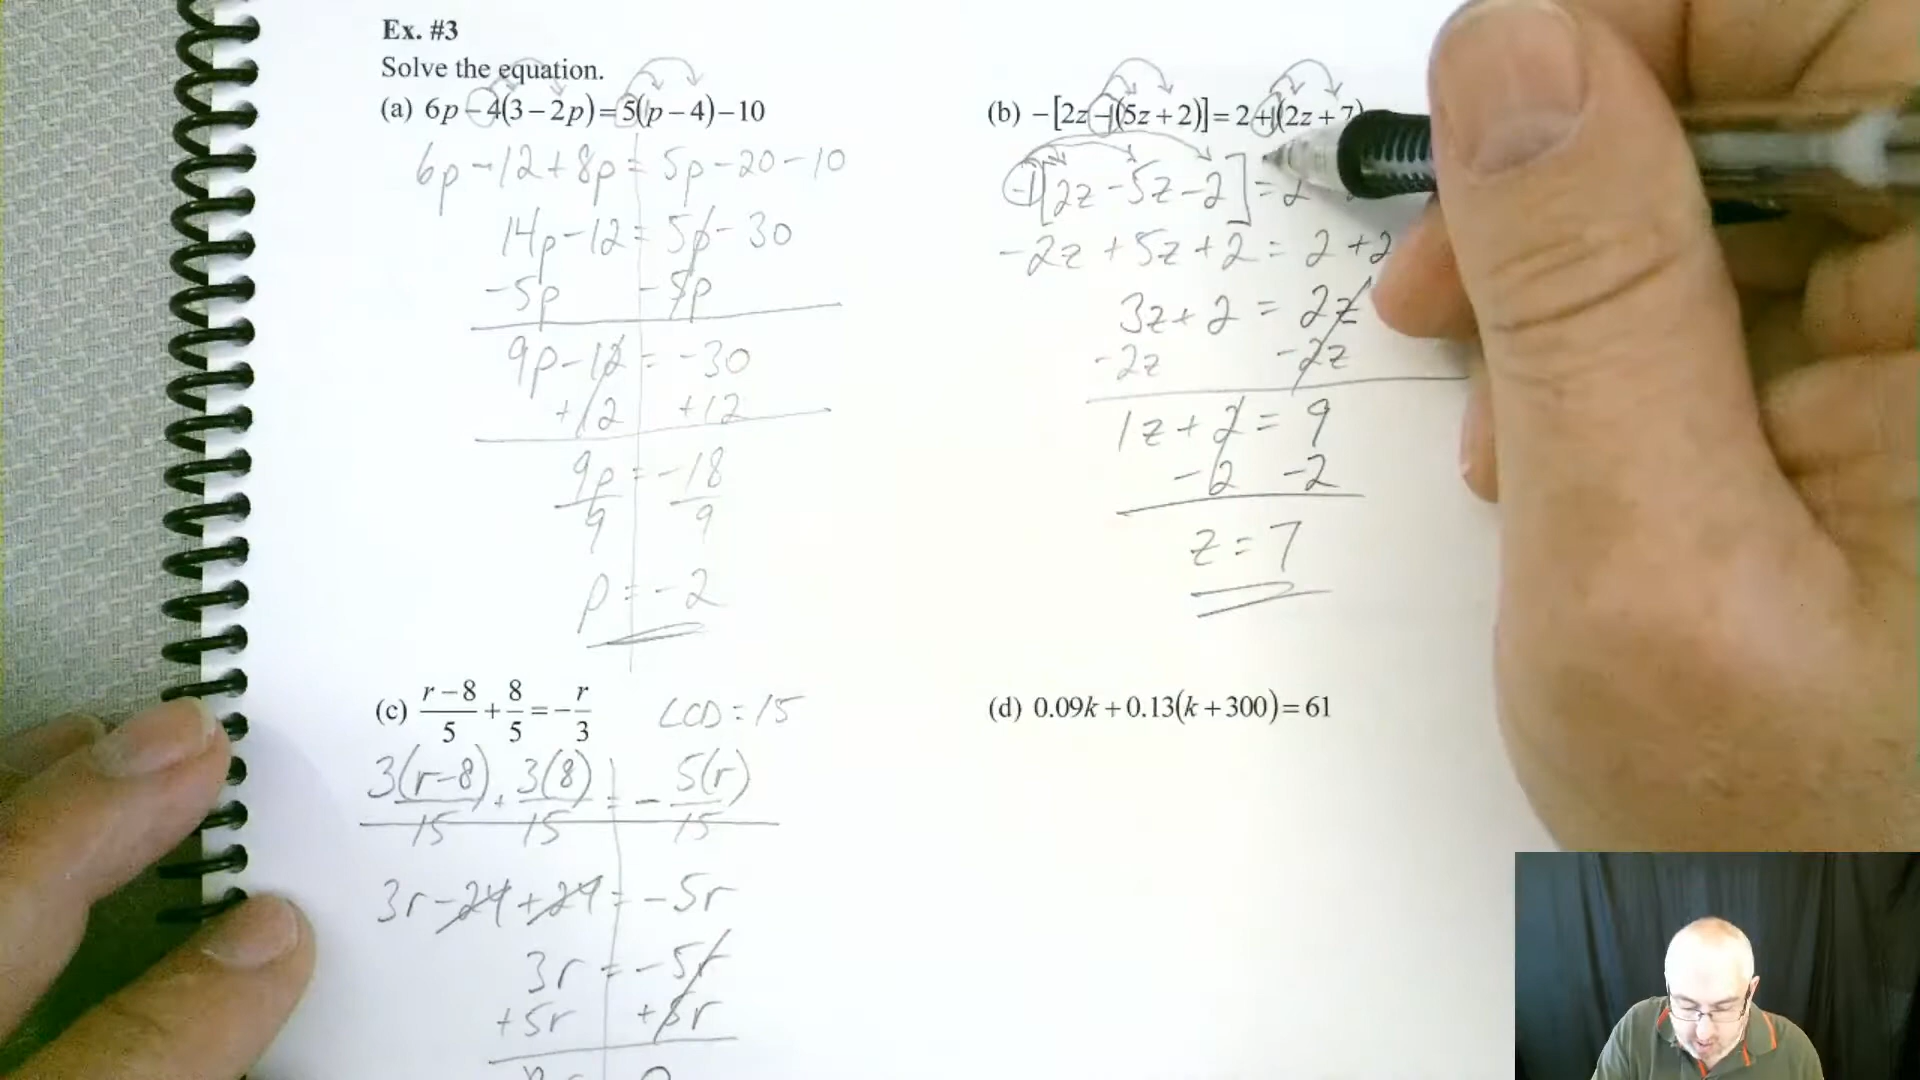 Ex. #3
Solve the equation.
(a) 6p − 4(3 − 2p) = 5(p − 4) − 10
6p − 12 + 8p = 5p − 20 − 10
14p − 12 = 5p − 30
−5p −5p
9p − 12 = −30
+12 +12
9p = −18
9 9
p = −2
(b) −[2z −1(5z + 2)] = 2 +1(2z + 7)
−1[2z − 5z − 2] = 2
−2z + 5z + 2 = 2 + 2
3z + 2 = 2z
−2z −2z
1z + 2 = 9
−2 −2
z = 7
(c) r − 8 / 5 + 8 / 5 = − r / 3 LCD = 15
3(r − 8) / 15 + 3(8) / 15 = − 5(r) / 15
3r − 24 + 24 = −5r
3r = −5r
+5r +5r
(d) 0.09k + 0.13(k + 300) = 61